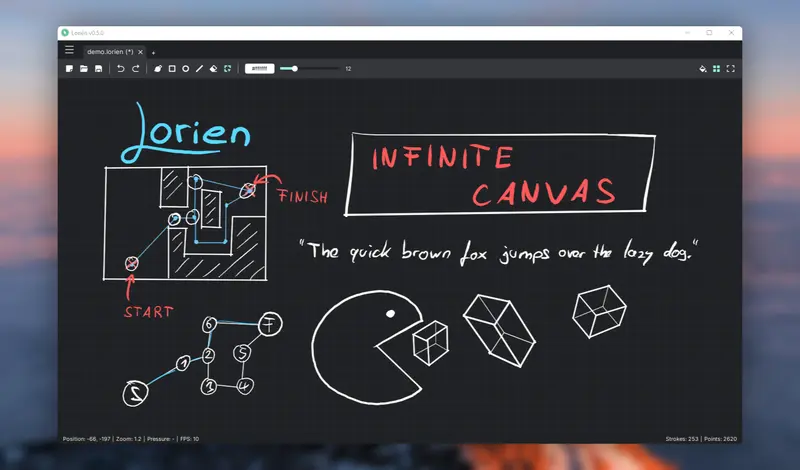 Lorien v0.5.0
demo.lorien (*)
#ffffff
12
Lorien
INFINITE
CANVAS
FINISH
START
"The quick brown fox jumps over the lazy dog."
6
F
1
2
5
S
3
4
Position: -66, -197 | Zoom: 1.2 | Pressure: - | FPS: 10
Strokes: 253 | Points: 2620